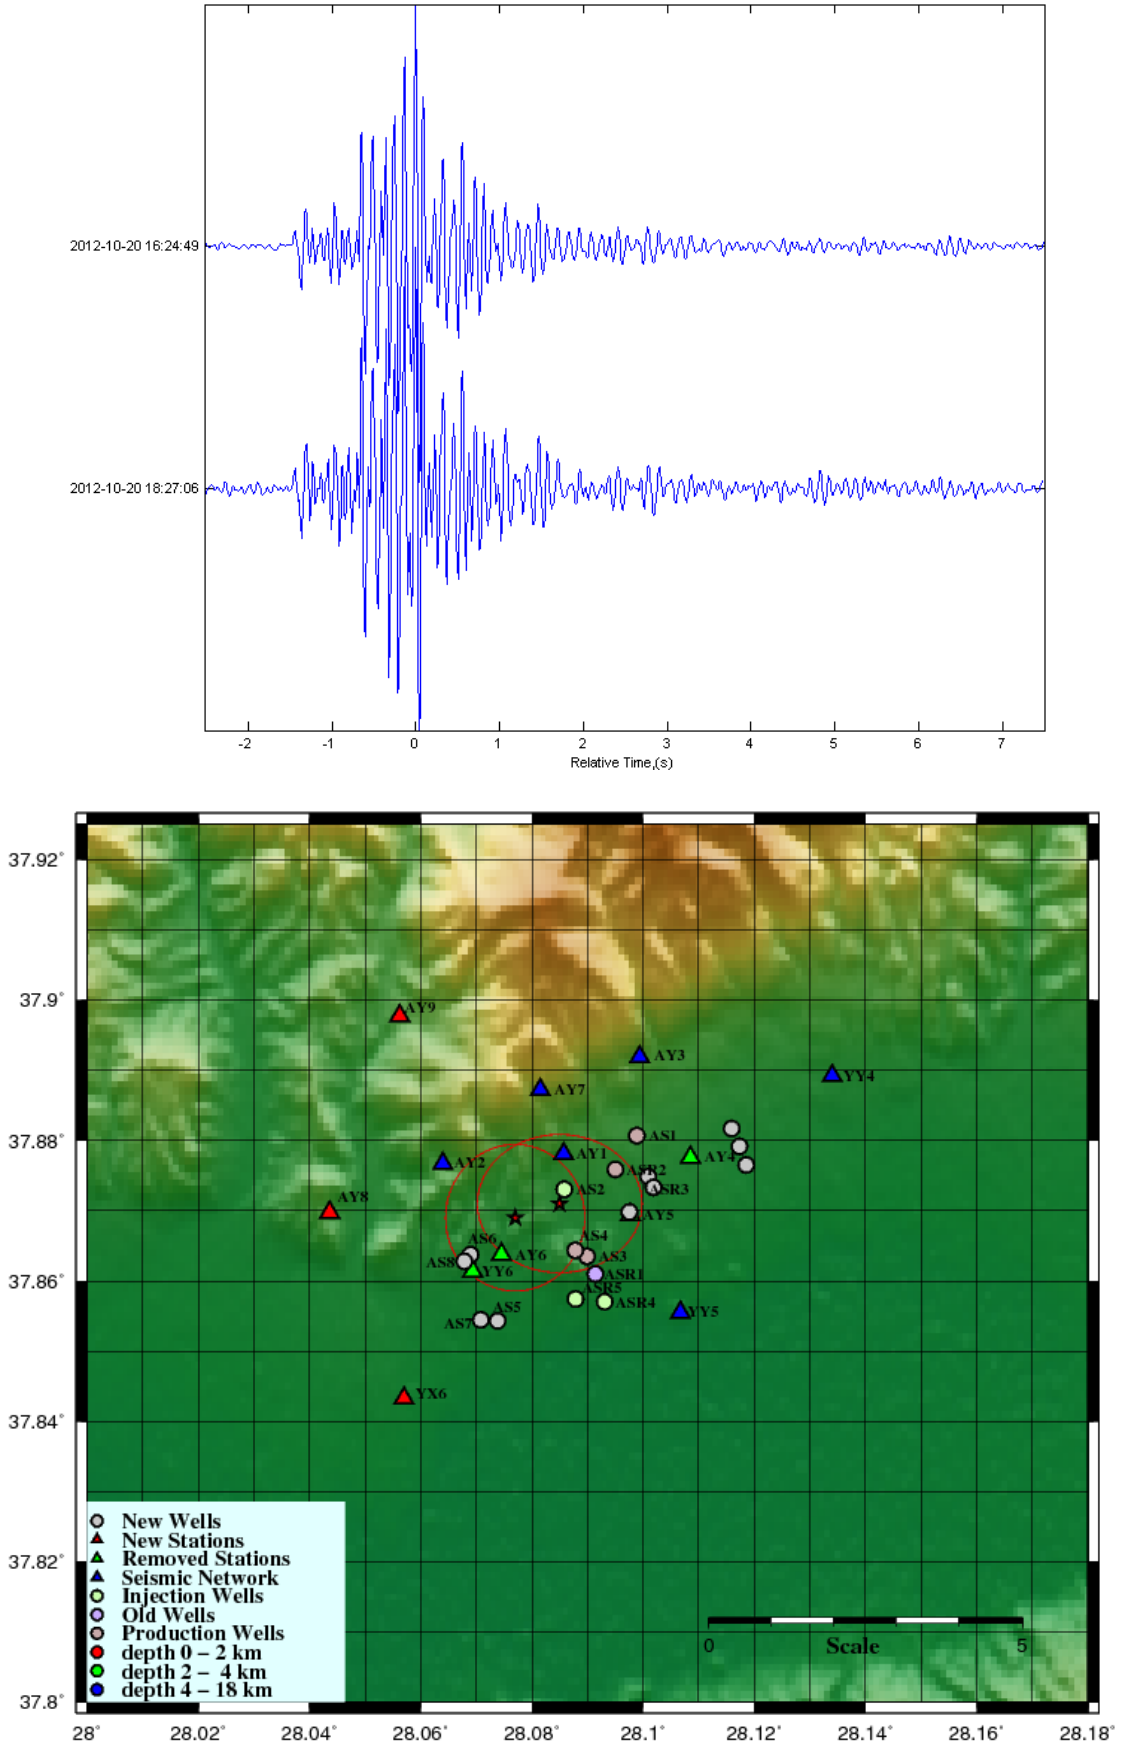 2012-10-20 16:24:49
2012-10-20 18:27:06
-2 -1 0 1 2 3 4 5 6 7
Relative Time,(s)
37.92°
37.9°
AY9
AY3
AY7
YY4
37.88°
AS1
AY1
AY2
ASR2
AY4
AS2
ASR3
AY8
AY5
AS4
AS6
AY6
AS3
AS8
YY6
ASR1
37.86°
ASR5
ASR4
AS5
YY5
AS7
YX6
37.84°
New Wells
New Stations
Removed Stations
37.82°
Seismic Network
Injection Wells
Old Wells
Production Wells
0 Scale 5
depth 0 – 2 km
depth 2 – 4 km
depth 4 – 18 km
37.8°
28° 28.02° 28.04° 28.06° 28.08° 28.1° 28.12° 28.14° 28.16° 28.18°